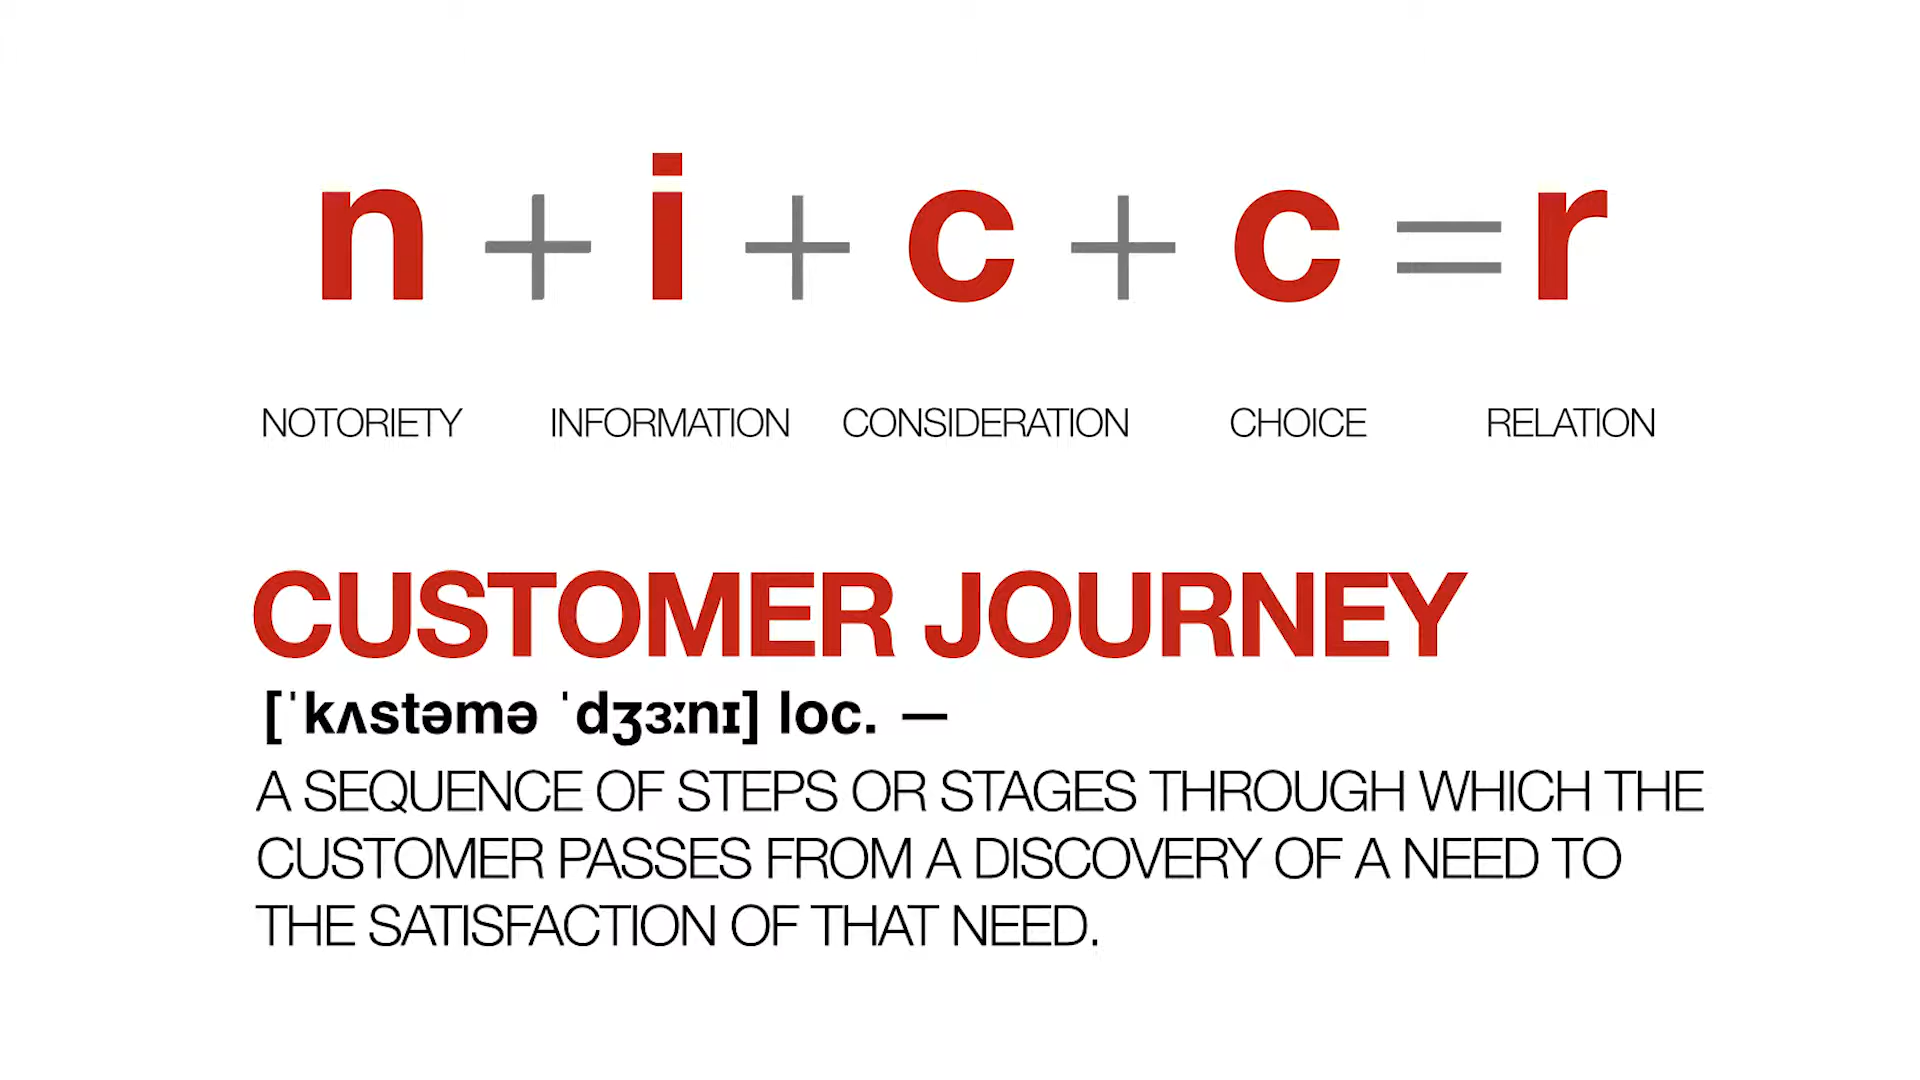 n + i + c + c = r
NOTORIETY INFORMATION CONSIDERATION CHOICE RELATION
CUSTOMER JOURNEY
[ˈkʌstəmə ˈdʒɜːnɪ] loc. —
A SEQUENCE OF STEPS OR STAGES THROUGH WHICH THE
CUSTOMER PASSES FROM A DISCOVERY OF A NEED TO
THE SATISFACTION OF THAT NEED.